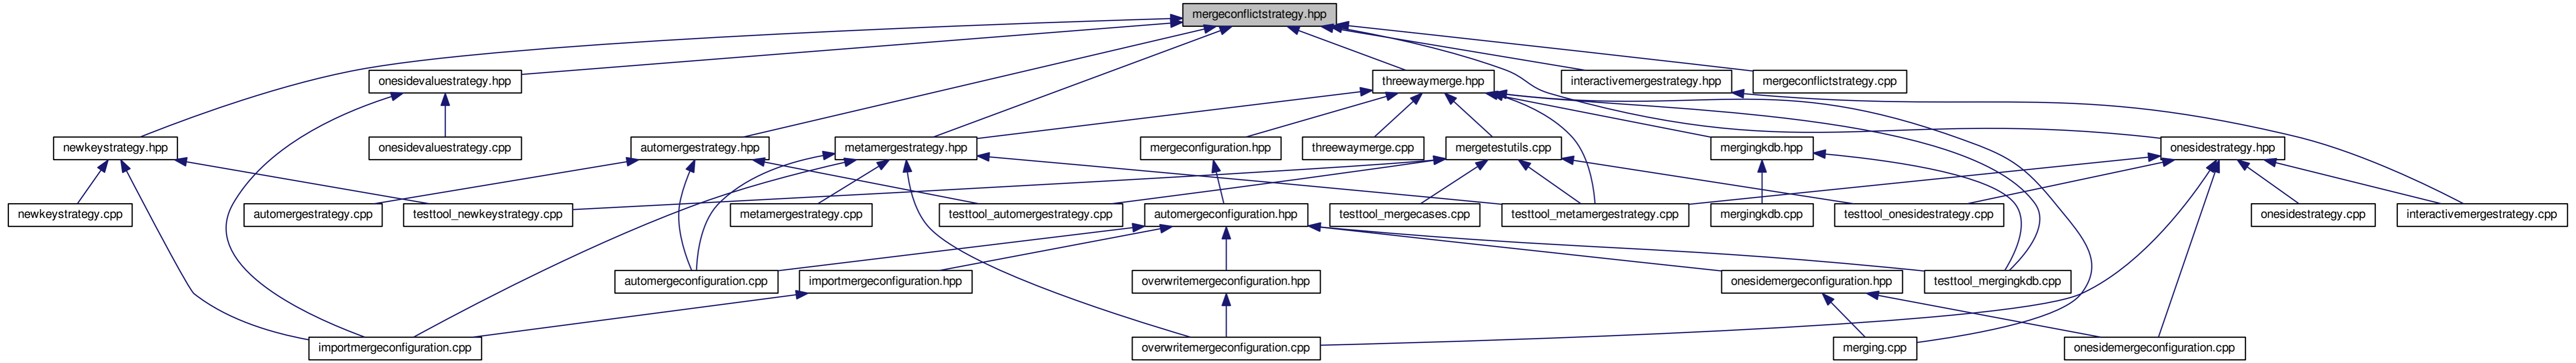 mergeconflictstrategy.hpp
onesidevaluestrategy.hpp
threewaymerge.hpp
interactivemergestrategy.hpp
mergeconflictstrategy.cpp
newkeystrategy.hpp
onesidevaluestrategy.cpp
automergestrategy.hpp
metamergestrategy.hpp
mergeconfiguration.hpp
threewaymerge.cpp
mergetestutils.cpp
mergingkdb.hpp
onesidestrategy.hpp
newkeystrategy.cpp
automergestrategy.cpp
testtool_newkeystrategy.cpp
metamergestrategy.cpp
testtool_automergestrategy.cpp
automergeconfiguration.hpp
testtool_mergecases.cpp
testtool_metamergestrategy.cpp
mergingkdb.cpp
testtool_onesidestrategy.cpp
onesidestrategy.cpp
interactivemergestrategy.cpp
automergeconfiguration.cpp
importmergeconfiguration.hpp
overwritemergeconfiguration.hpp
onesidemergeconfiguration.hpp
testtool_mergingkdb.cpp
importmergeconfiguration.cpp
overwritemergeconfiguration.cpp
merging.cpp
onesidemergeconfiguration.cpp